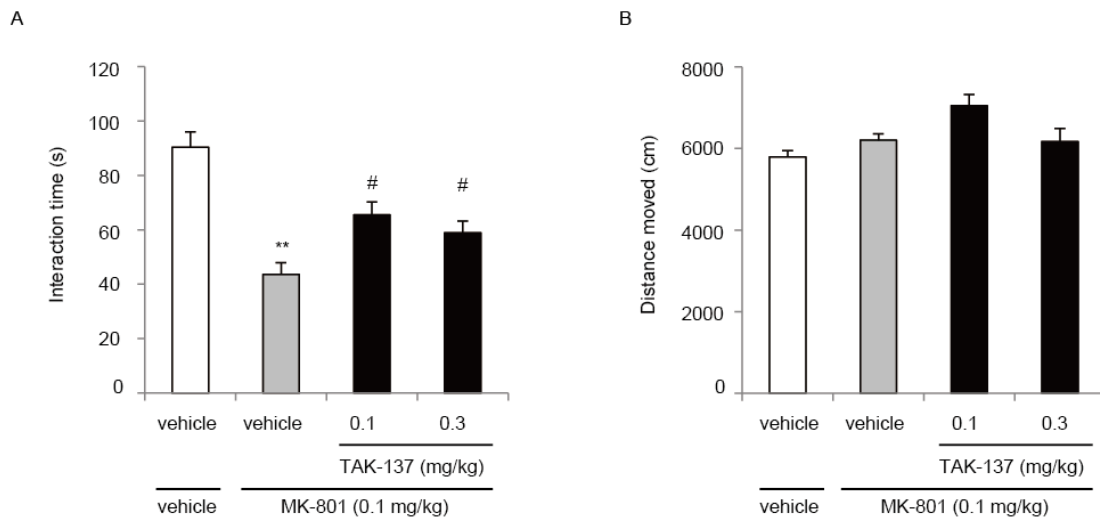 A
Interaction time (s)
120
100
80
60
40
20
0
**
#
#
vehicle vehicle 0.1 0.3
TAK-137 (mg/kg)
vehicle MK-801 (0.1 mg/kg)
B
Distance moved (cm)
8000
6000
4000
2000
0
vehicle vehicle 0.1 0.3
TAK-137 (mg/kg)
vehicle MK-801 (0.1 mg/kg)